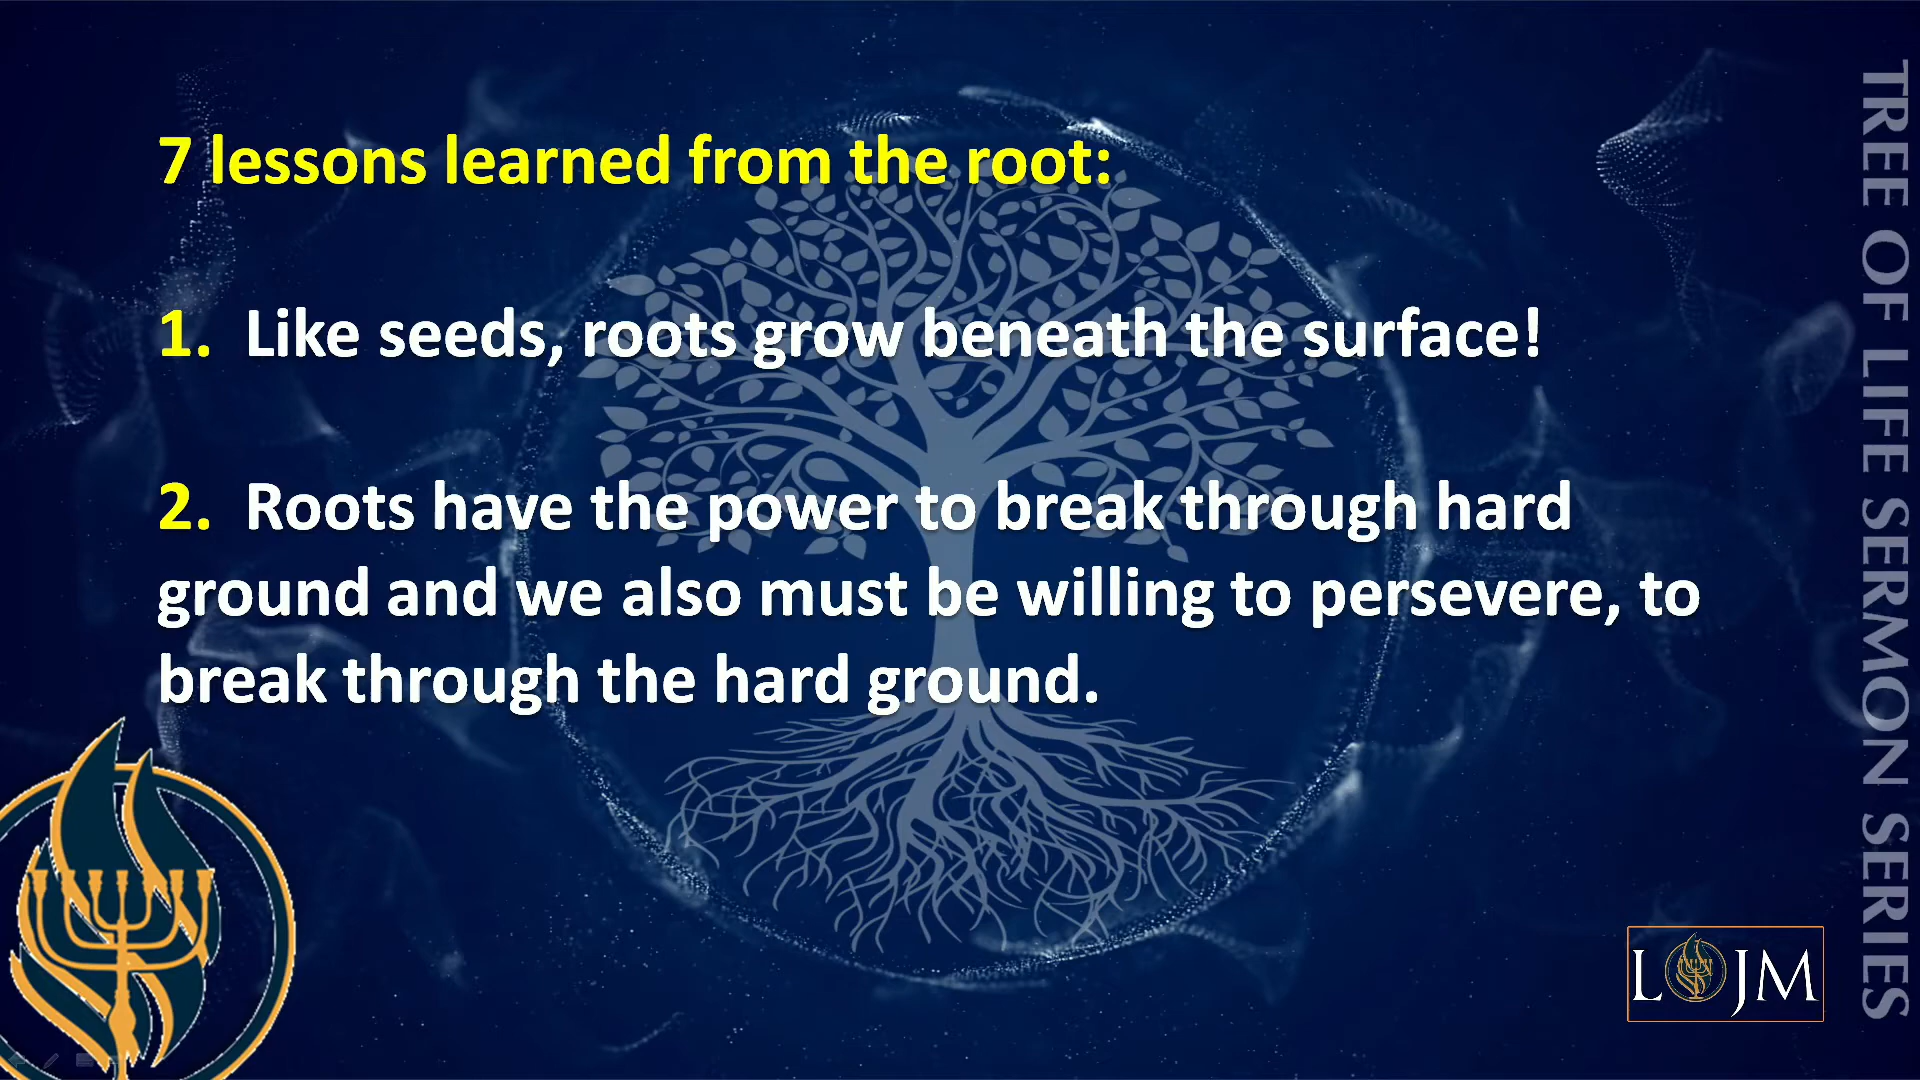 7 lessons learned from the root:
1. Like seeds, roots grow beneath the surface!
2. Roots have the power to break through hard
ground and we also must be willing to persevere, to
break through the hard ground.
TREE OF LIFE SERMON SERIES
L JM